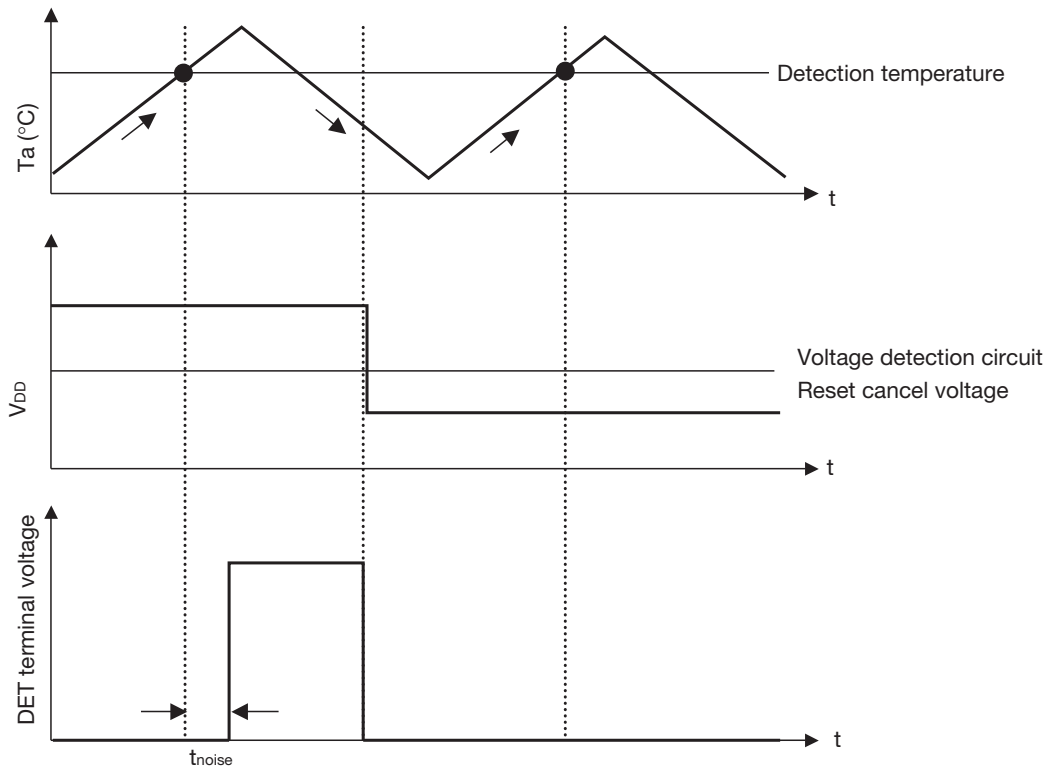 Ta (°C)
Detection temperature
t
VDD
Voltage detection circuit
Reset cancel voltage
t
DET terminal voltage
t
tnoise